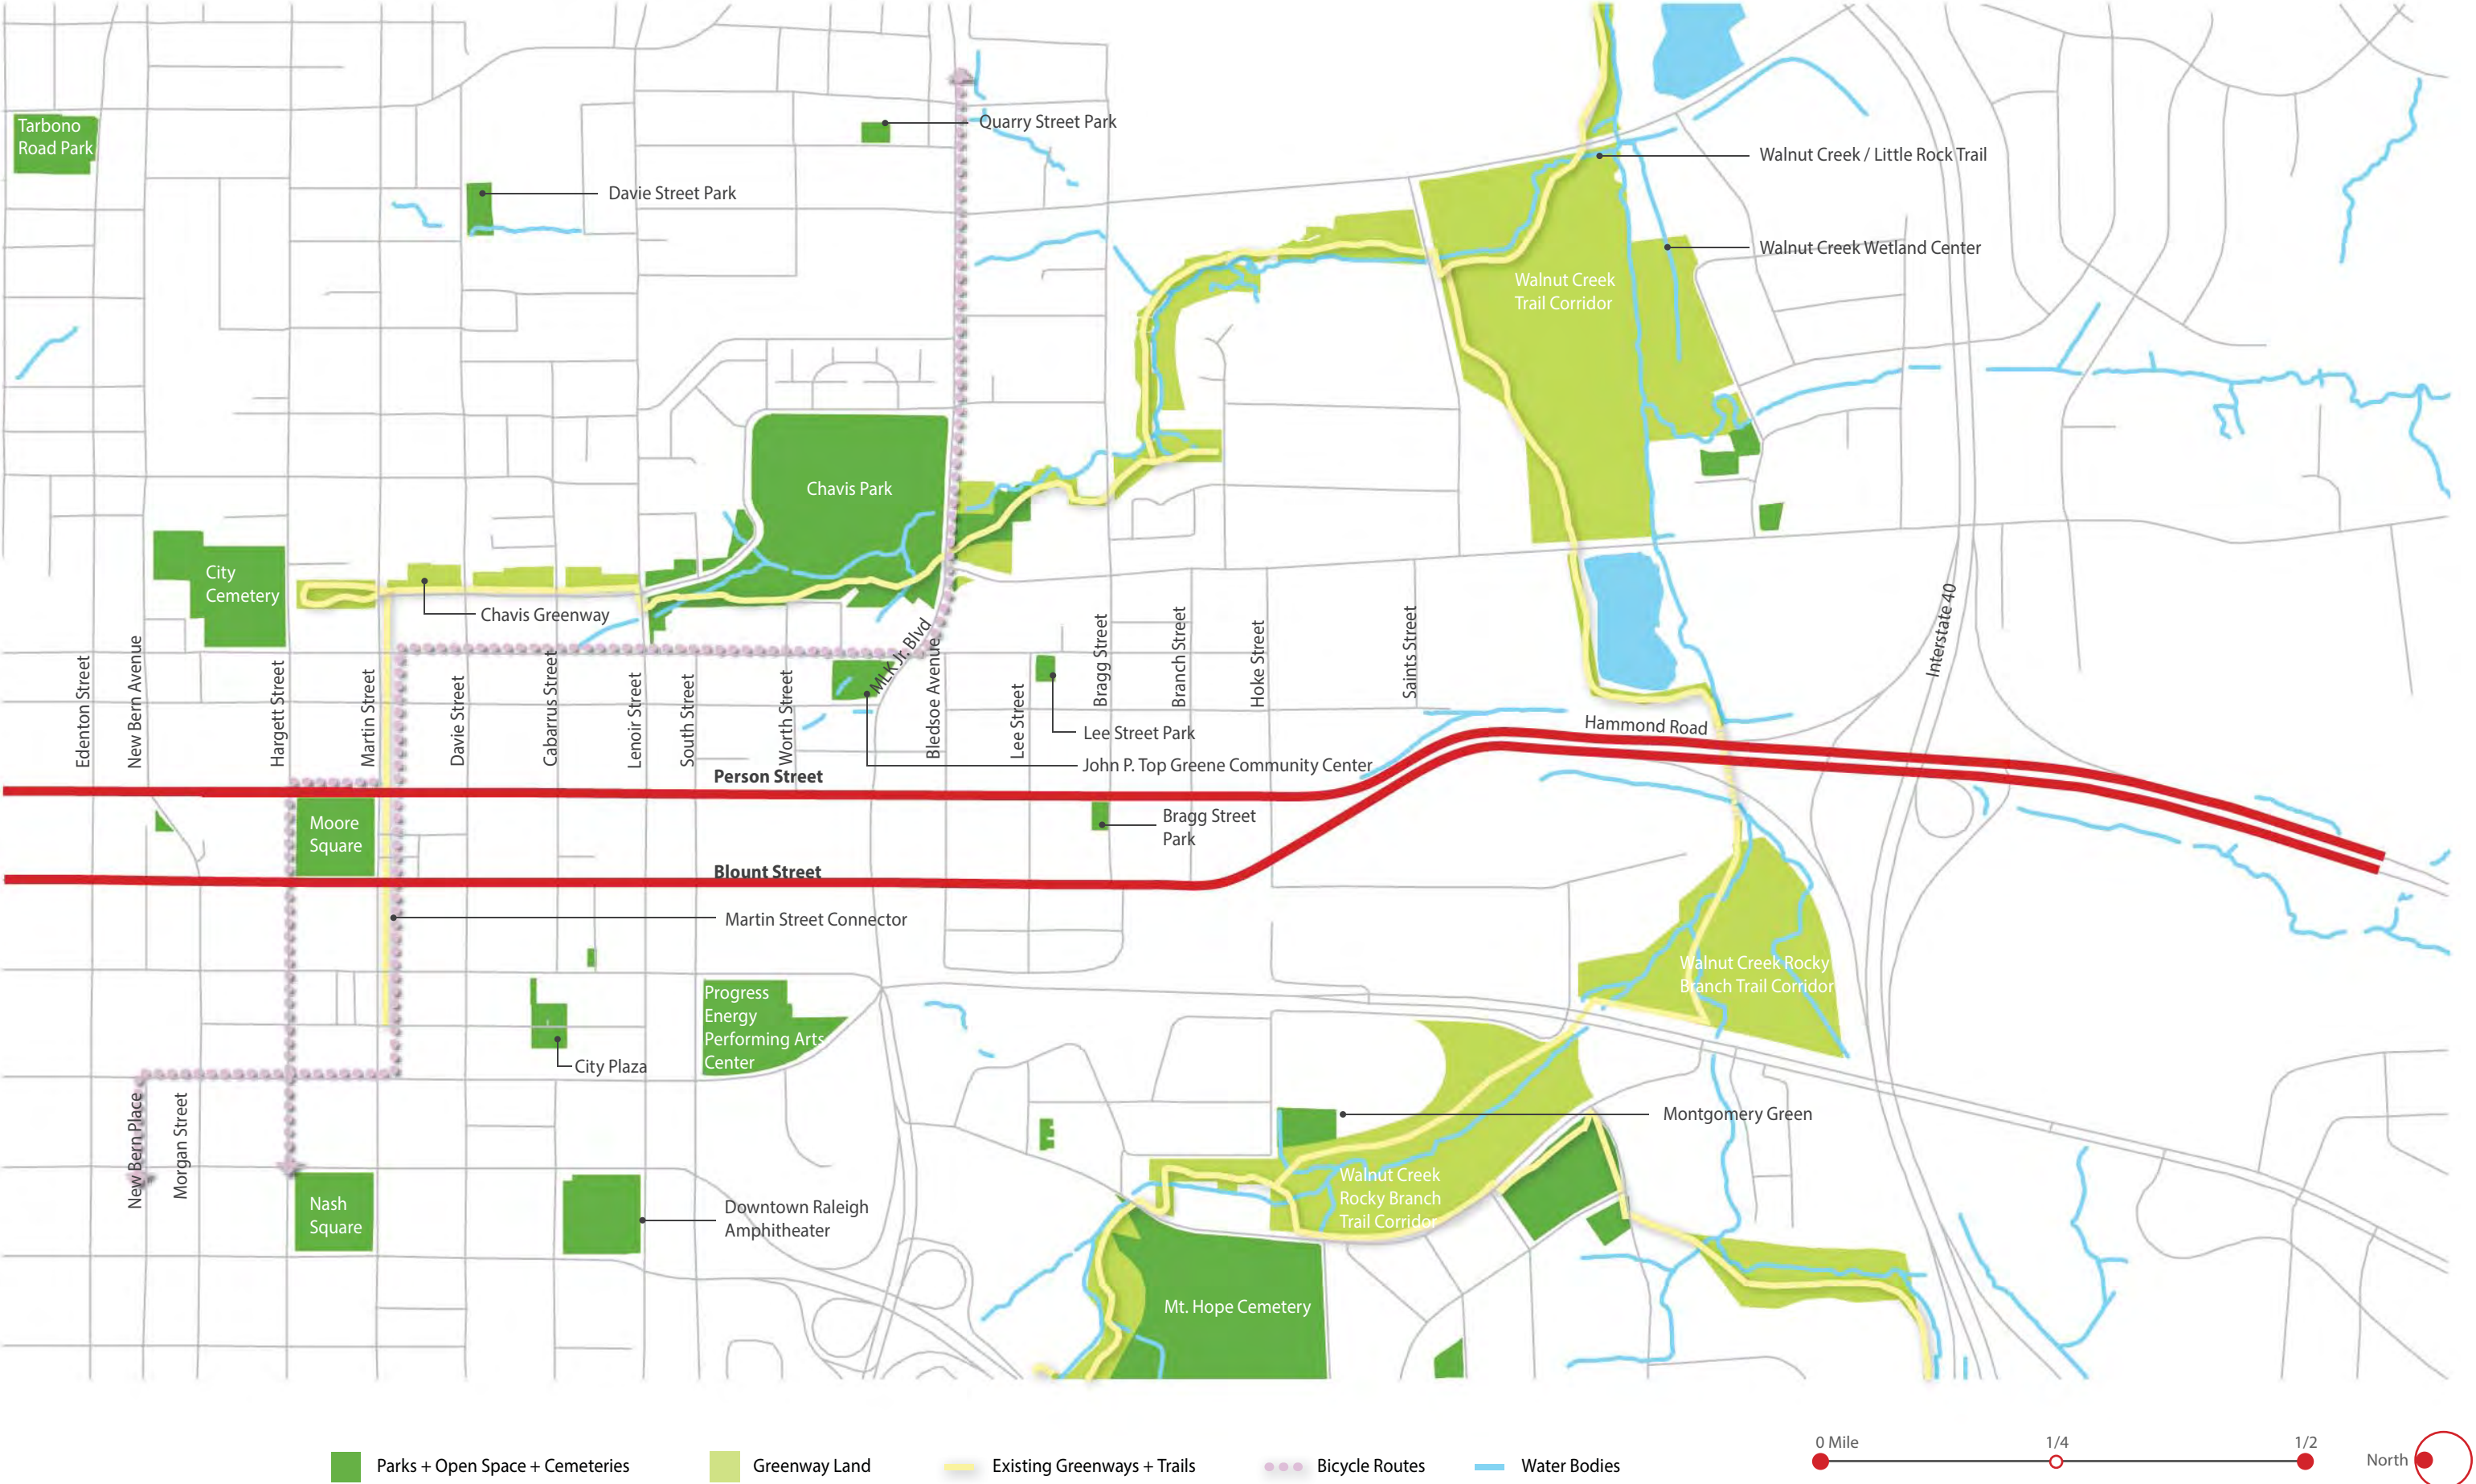 Tarbono
Road Park
Quarry Street Park
Davie Street Park
Walnut Creek / Little Rock Trail
Walnut Creek Wetland Center
Walnut Creek
Trail Corridor
Chavis Park
City
Cemetery
Chavis Greenway
Edenton Street
New Bern Avenue
Hargett Street
Martin Street
Davie Street
Cabarrus Street
Lenoir Street
South Street
Worth Street
MLK Jr. Blvd
Bledsoe Avenue
Lee Street
Bragg Street
Branch Street
Hoke Street
Saints Street
Interstate 40
Hammond Road
Lee Street Park
John P. Top Greene Community Center
Person Street
Moore
Square
Bragg Street
Park
Blount Street
Martin Street Connector
Walnut Creek Rocky
Branch Trail Corridor
Progress
Energy
Performing Arts
Center
City Plaza
New Bern Place
Morgan Street
Montgomery Green
Nash
Square
Downtown Raleigh
Amphitheater
Walnut Creek
Rocky Branch
Trail Corridor
Mt. Hope Cemetery
Parks + Open Space + Cemeteries
Greenway Land
Existing Greenways + Trails
Bicycle Routes
Water Bodies
0 Mile
1/4
1/2
North